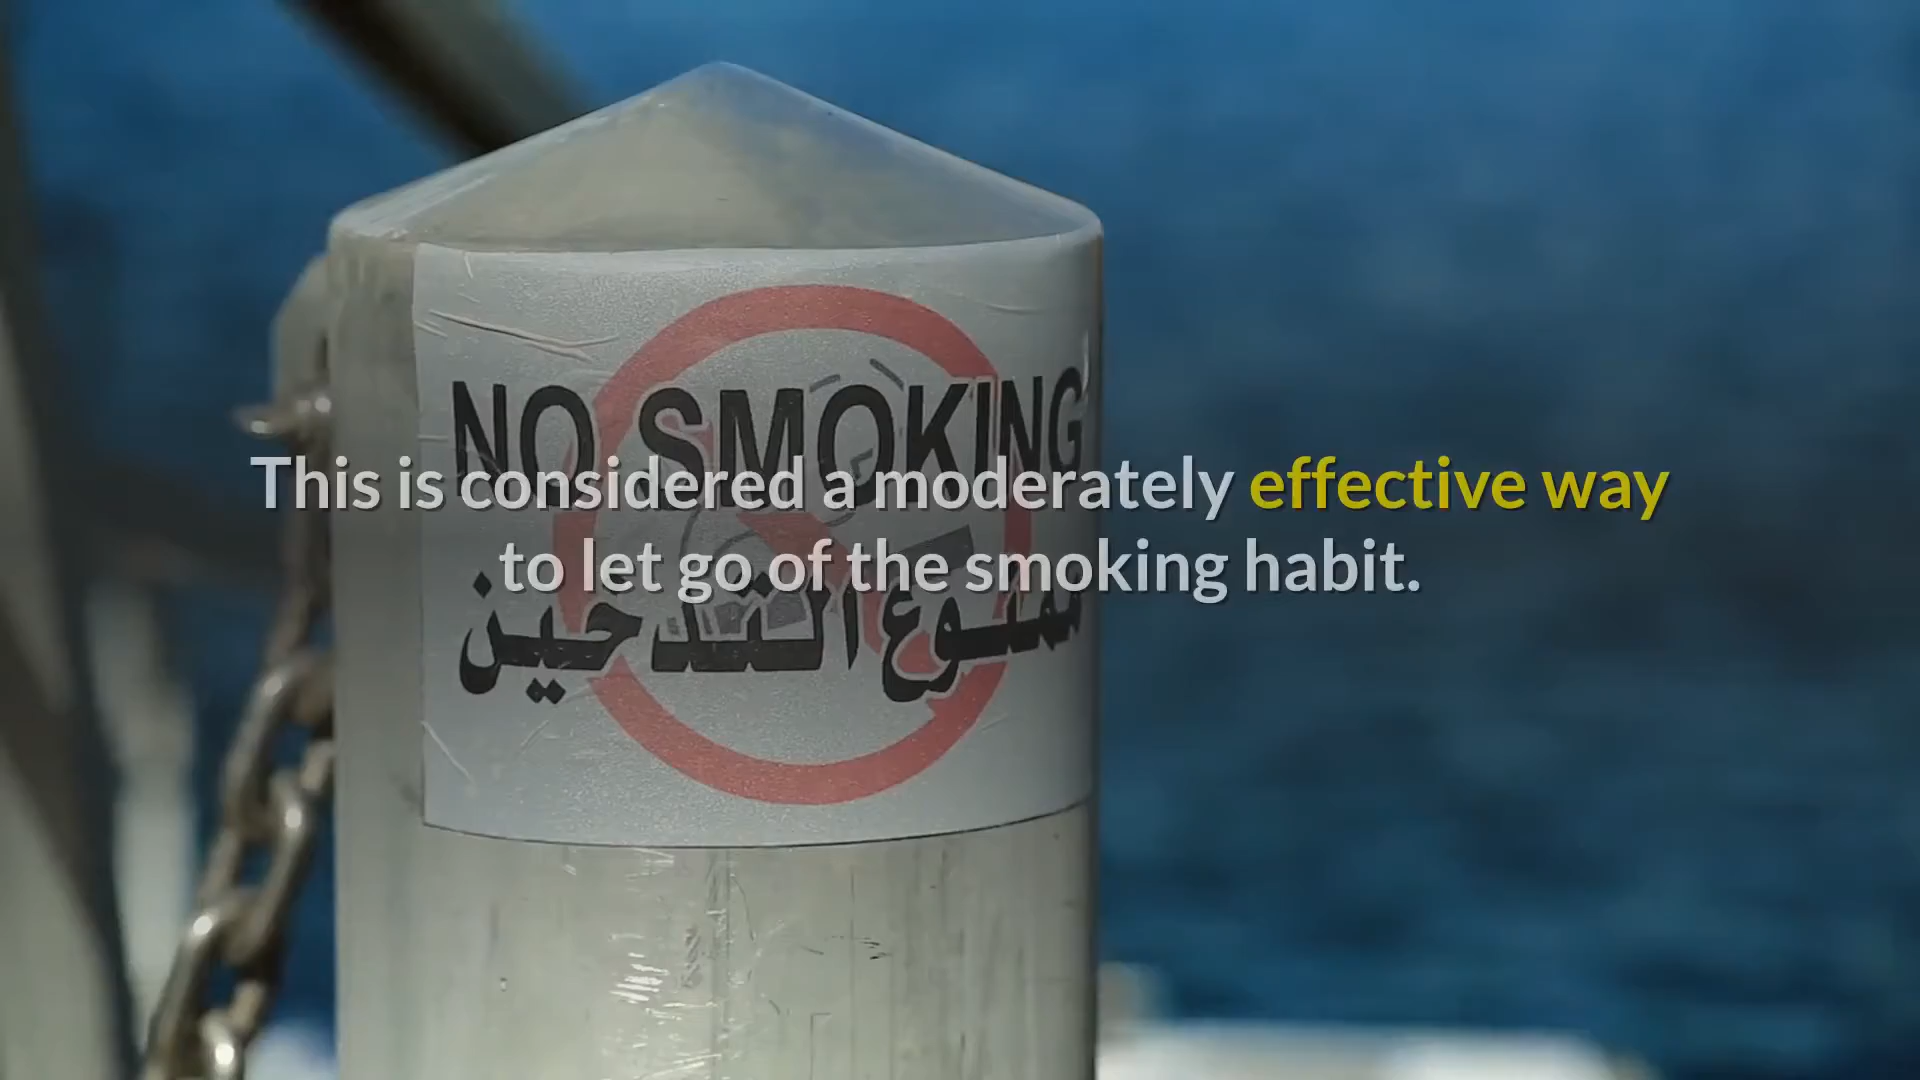 NO SMOKING
This is considered a moderately effective way
to let go of the smoking habit.
ممنوع التدخين